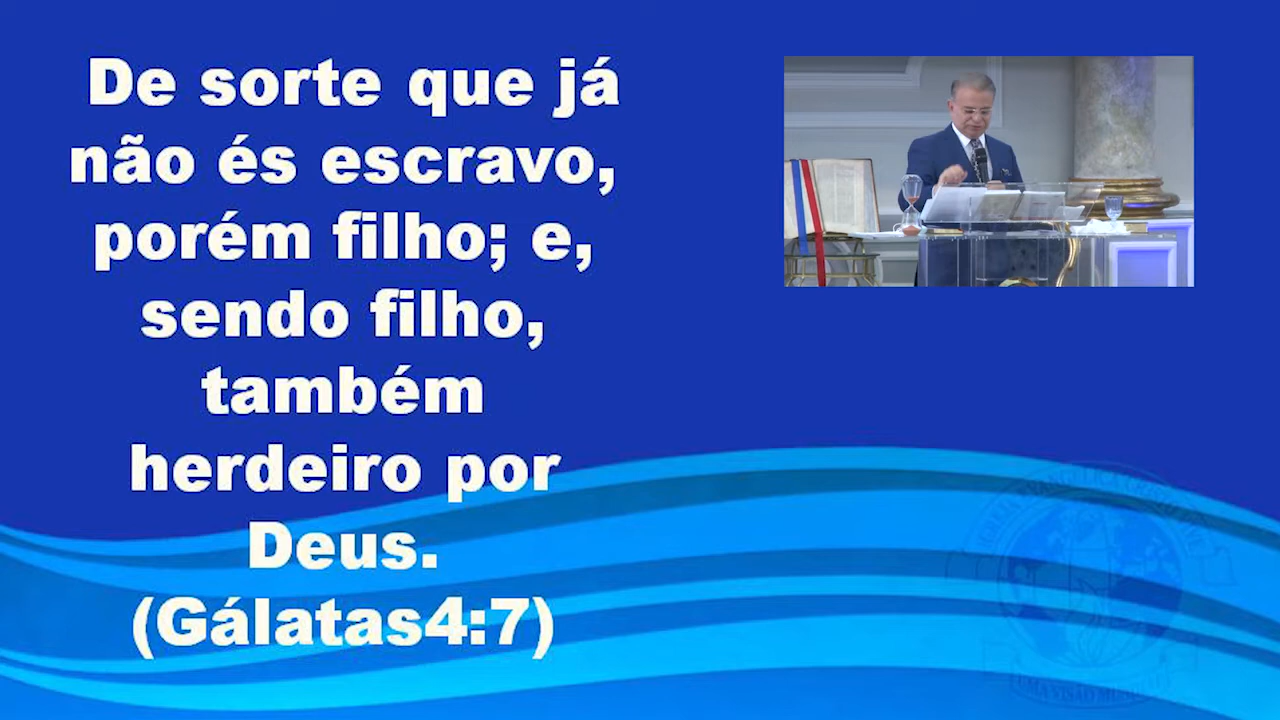 De sorte que já
não és escravo,
porém filho; e,
sendo filho,
também
herdeiro por
Deus.
(Gálatas4:7)